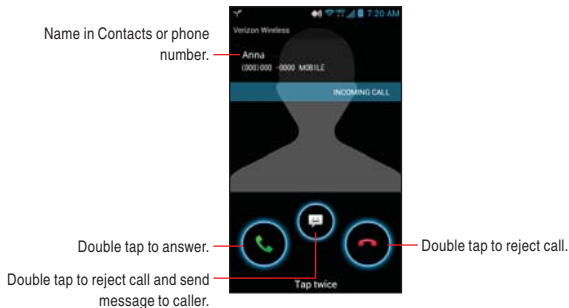 7:20 AM
Verizon Wireless
Name in Contacts or phone
number.
Anna
(000)000 -0000 MOBILE
INCOMING CALL
Double tap to answer.
Double tap to reject call.
Double tap to reject call and send
message to caller.
Tap twice